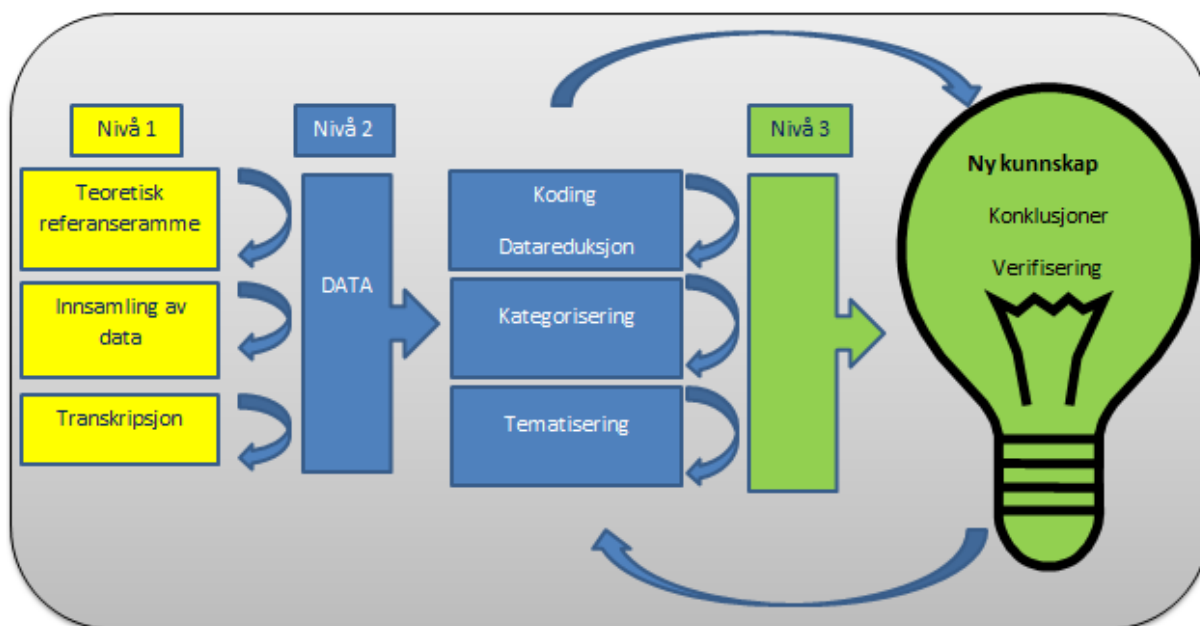 Nivå 1
Teoretisk
referanseramme
Innsamling av
data
Transkripsjon
Nivå 2
DATA
Koding
Datareduksjon
Kategorisering
Tematisering
Nivå 3
Ny kunnskap
Konklusjoner
Verifisering